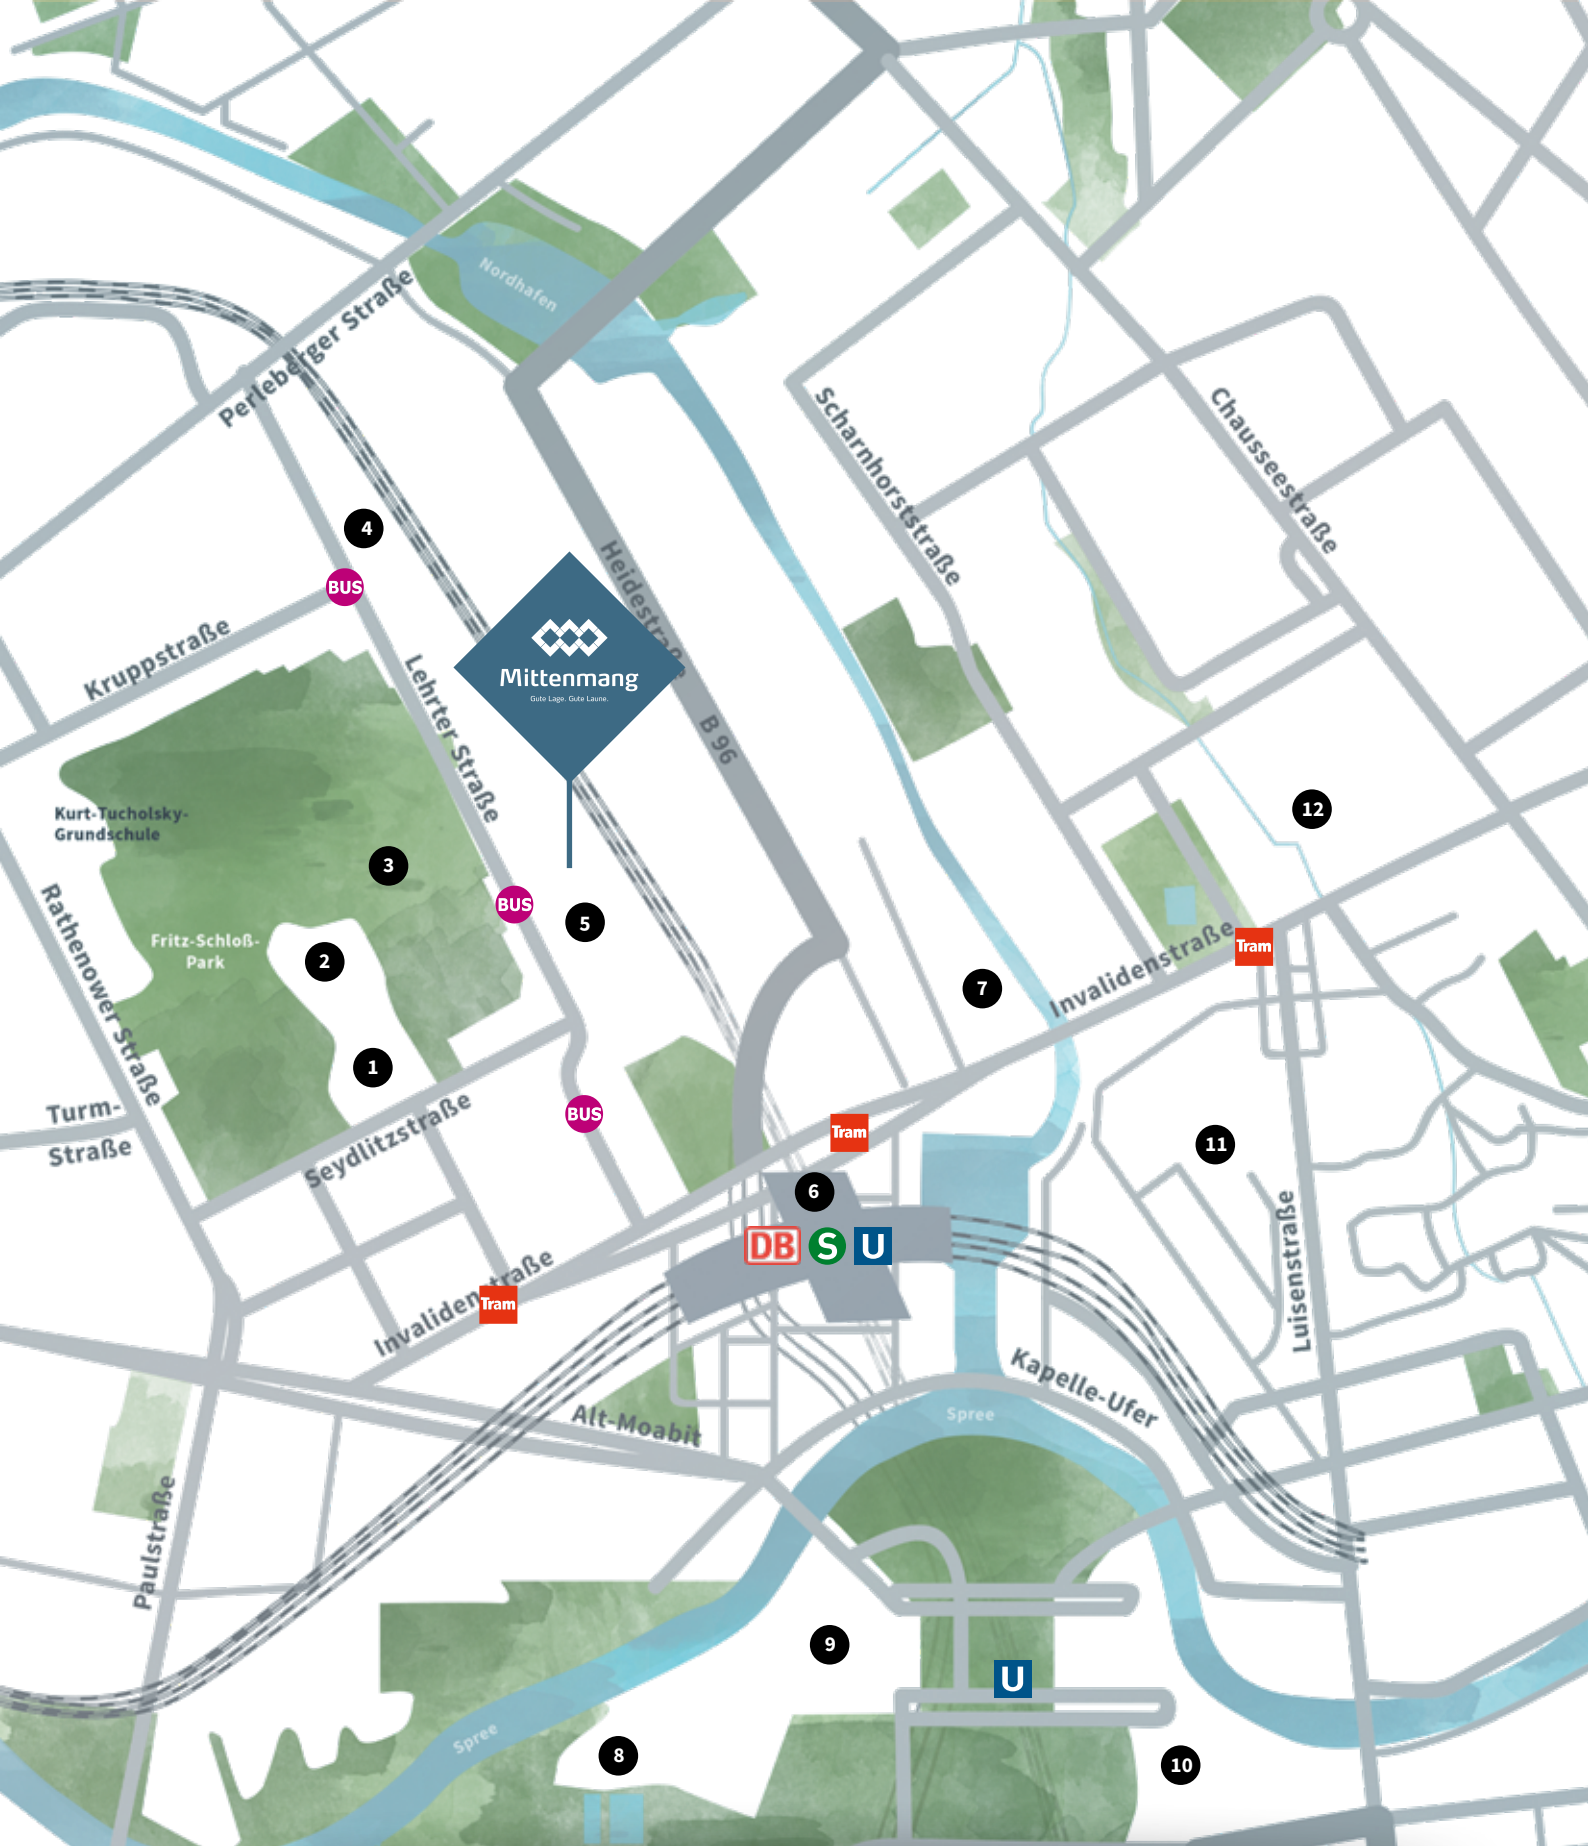 Nordhafen
Perleberger Straße
Scharnhorststraße
Chausseestraße
4
BUS
Heidestraße
Kruppstraße
Lehrter Straße
Mittenmang
Gute Lage. Gute Laune.
B 96
Kurt-Tucholsky-
Grundschule
12
3
Rathenower Straße
BUS
5
Fritz-Schloß-
Park
2
7
Invalidenstraße
Tram
1
Turm-
Straße
Seydlitzstraße
BUS
Tram
11
6
DB
S
U
Luisenstraße
Invalidenstraße
Tram
Kapelle-Ufer
Alt-Moabit
Spree
Paulstraße
9
U
Spree
8
10